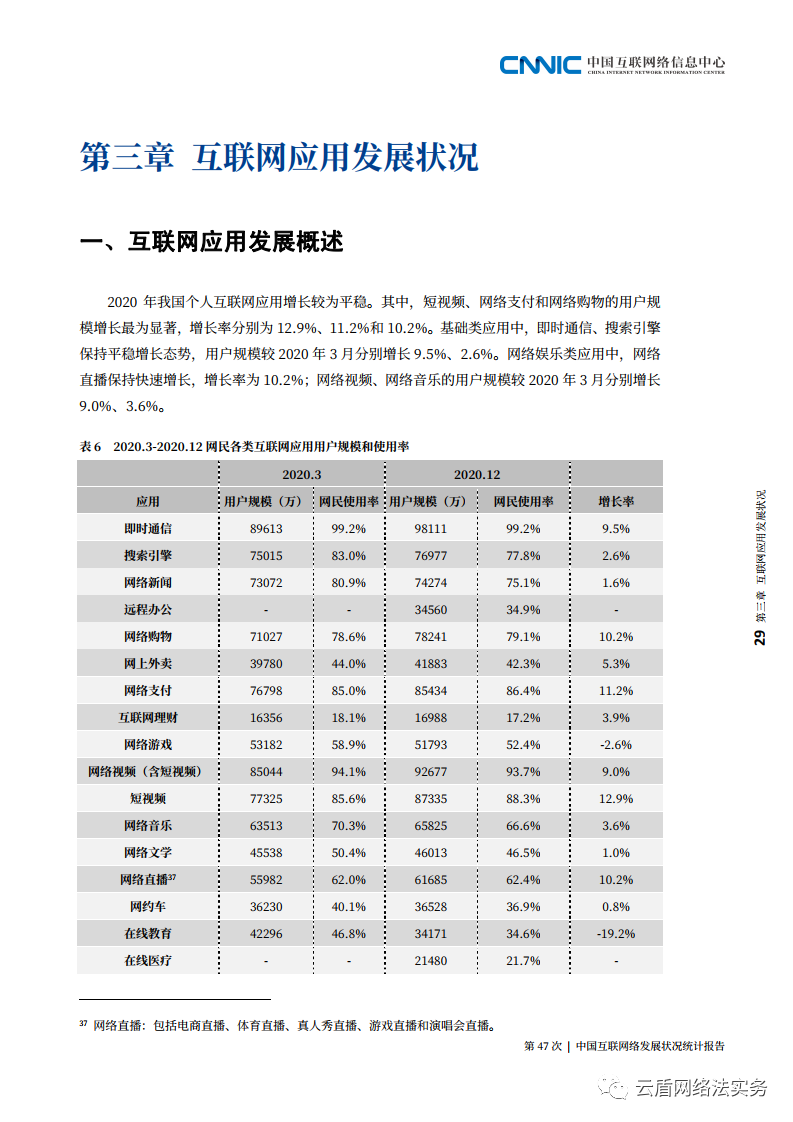 CNNIC 中国互联网络信息中心
CHINA INTERNET NETWORK INFORMATION CENTER
第三章 互联网应用发展状况
一、互联网应用发展概述
2020 年我国个人互联网应用增长较为平稳。其中，短视频、网络支付和网络购物的用户规
模增长最为显著，增长率分别为 12.9%、11.2%和 10.2%。基础类应用中，即时通信、搜索引擎
保持平稳增长态势，用户规模较 2020 年 3 月分别增长 9.5%、2.6%。网络娱乐类应用中，网络
直播保持快速增长，增长率为 10.2%；网络视频、网络音乐的用户规模较 2020 年 3 月分别增长
9.0%、3.6%。
表 6 2020.3-2020.12 网民各类互联网应用用户规模和使用率
2020.3 2020.12
应用 用户规模（万） 网民使用率 用户规模（万） 网民使用率 增长率
即时通信 89613 99.2% 98111 99.2% 9.5%
搜索引擎 75015 83.0% 76977 77.8% 2.6%
网络新闻 73072 80.9% 74274 75.1% 1.6%
远程办公 - - 34560 34.9% -
网络购物 71027 78.6% 78241 79.1% 10.2%
网上外卖 39780 44.0% 41883 42.3% 5.3%
网络支付 76798 85.0% 85434 86.4% 11.2%
互联网理财 16356 18.1% 16988 17.2% 3.9%
网络游戏 53182 58.9% 51793 52.4% -2.6%
网络视频（含短视频） 85044 94.1% 92677 93.7% 9.0%
短视频 77325 85.6% 87335 88.3% 12.9%
网络音乐 63513 70.3% 65825 66.6% 3.6%
网络文学 45538 50.4% 46013 46.5% 1.0%
网络直播37 55982 62.0% 61685 62.4% 10.2%
网约车 36230 40.1% 36528 36.9% 0.8%
在线教育 42296 46.8% 34171 34.6% -19.2%
在线医疗 - - 21480 21.7% -
29 第三章 互联网应用发展状况
37 网络直播：包括电商直播、体育直播、真人秀直播、游戏直播和演唱会直播。
第 47 次 | 中国互联网络发展状况统计报告
云盾网络法实务